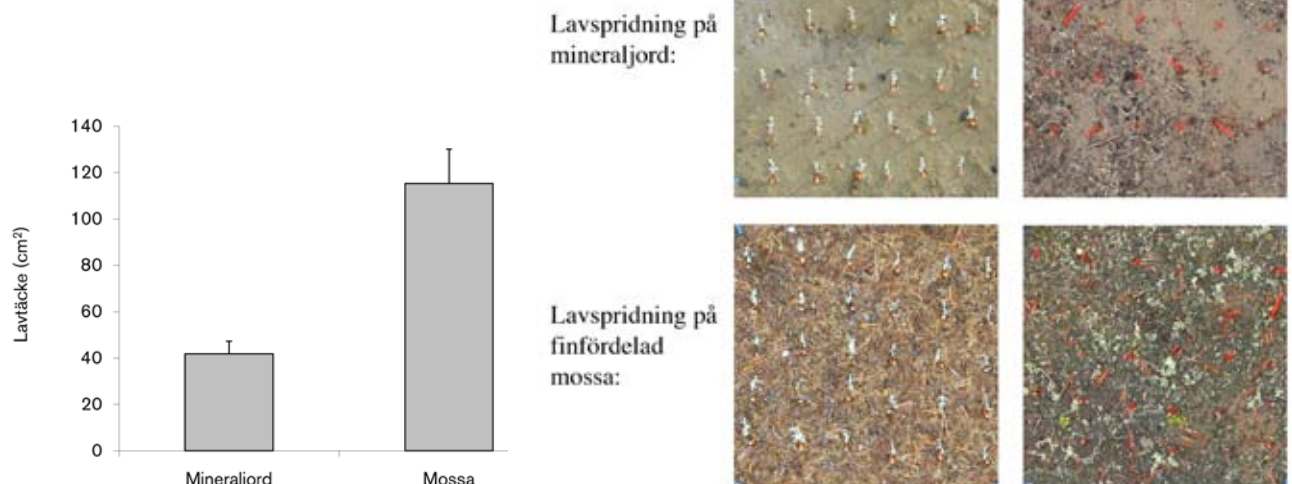 Lavtäcke (cm²)
140
120
100
80
60
40
20
0
Mineraljord
Mossa
Lavspridning på
mineraljord:
Lavspridning på
finfördelad
mossa: